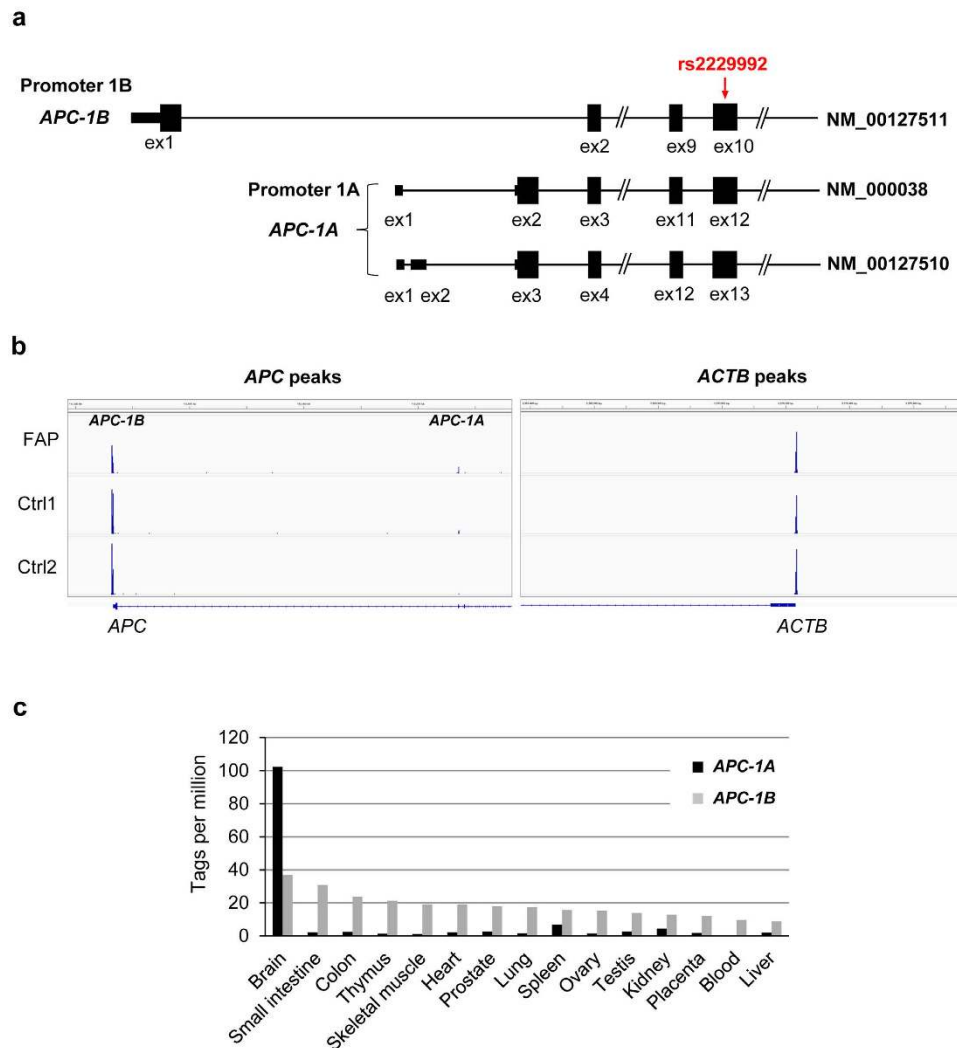 a
rs2229992
Promoter 1B
APC-1B
NM_00127511
ex1 ex2 ex9 ex10
Promoter 1A
NM_000038
ex1 ex2 ex3 ex11 ex12
APC-1A
NM_00127510
ex1 ex2 ex3 ex4 ex12 ex13
b
APC peaks ACTB peaks
APC-1B APC-1A
FAP
Ctrl1
Ctrl2
APC ACTB
c
120
100
80
60
40
20
0
Tags per million
APC-1A
APC-1B
Brain
Small intestine
Colon
Thymus
Skeletal muscle
Heart
Prostate
Lung
Spleen
Ovary
Testis
Kidney
Placenta
Blood
Liver